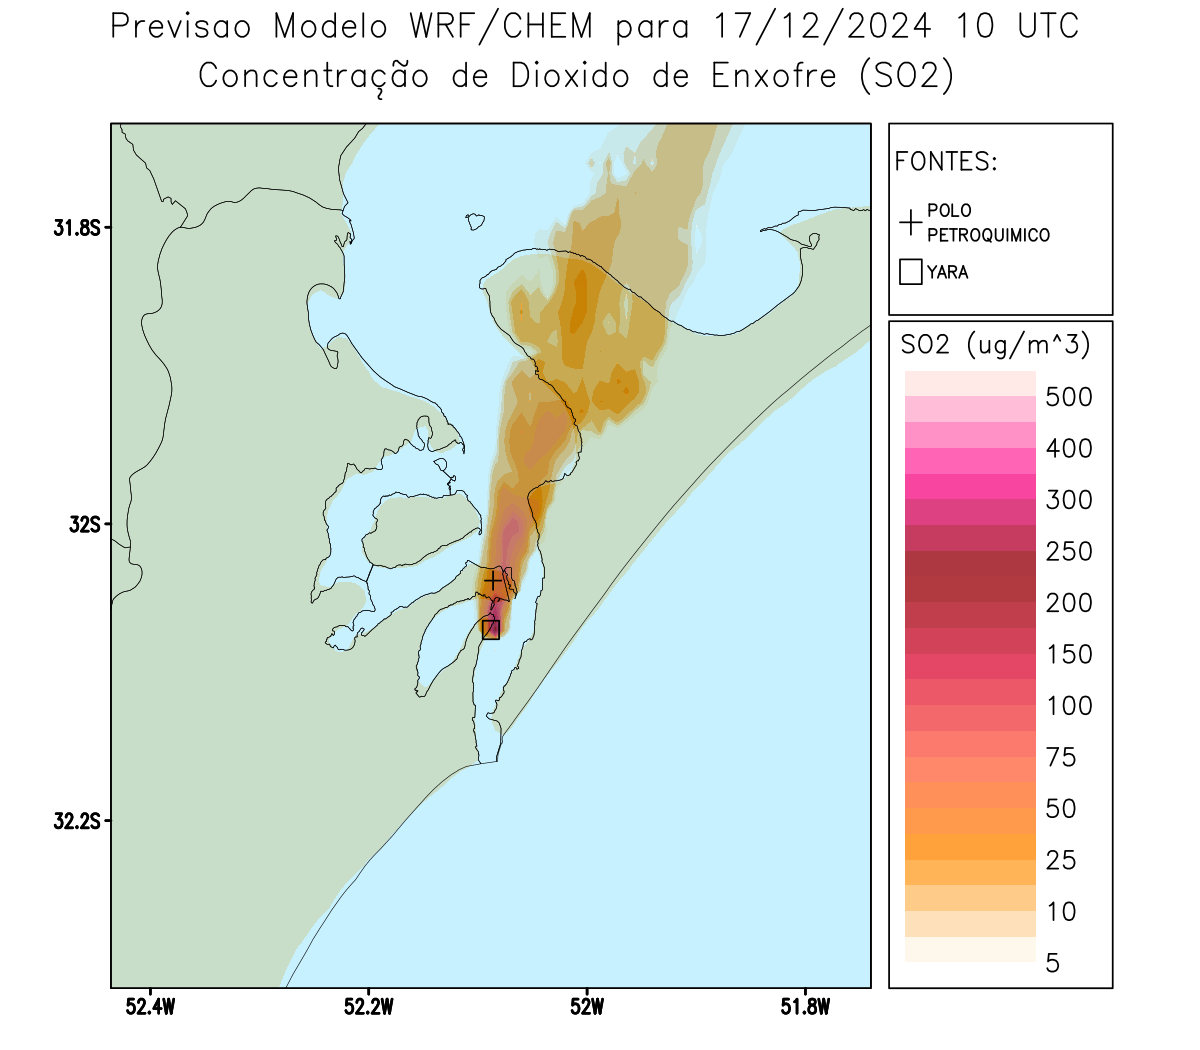 Previsao Modelo WRF/CHEM para 17/12/2024 10 UTC
Concentração de Dioxido de Enxofre (SO2)
FONTES:
POLO
PETROQUIMICO
YARA
SO2 (ug/m^3)
500
400
300
250
200
150
100
75
50
25
10
5
31.8S
32S
32.2S
52.4W
52.2W
52W
51.8W